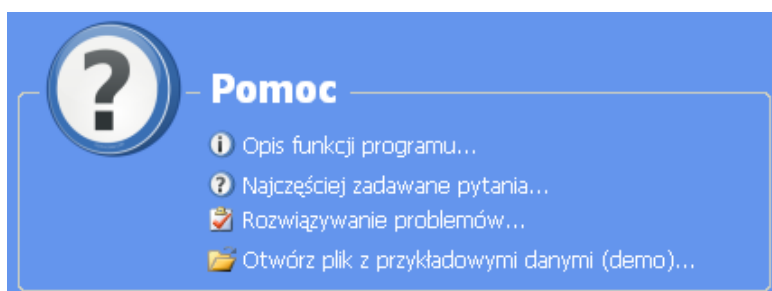 ?
Pomoc
Opis funkcji programu...
Najczęściej zadawane pytania...
Rozwiązywanie problemów...
Otwórz plik z przykładowymi danymi (demo)...